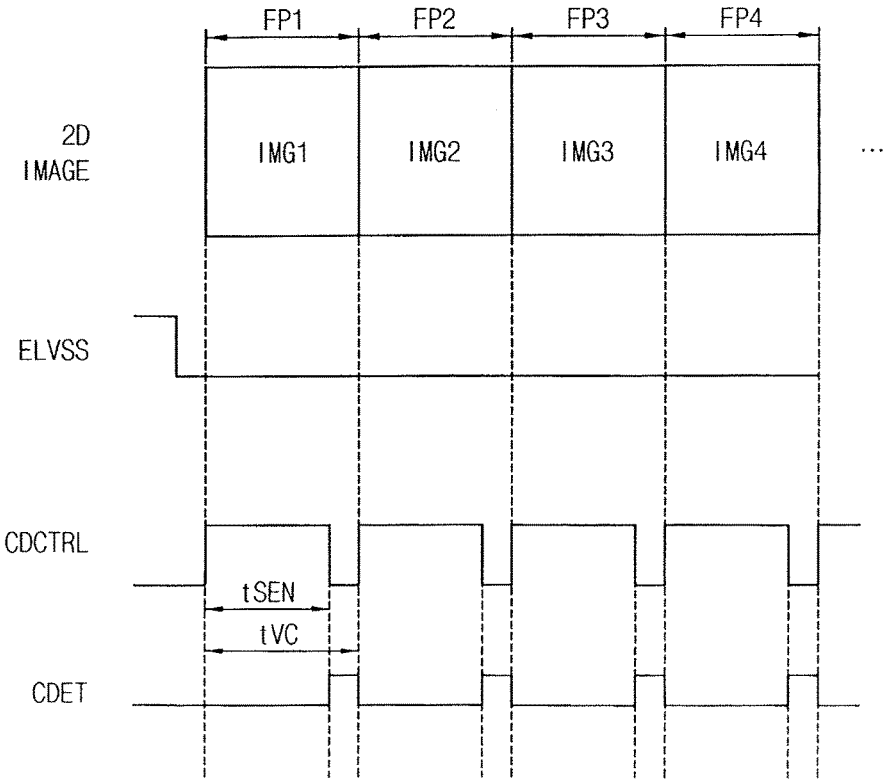 FP1 FP2 FP3 FP4
2D
IMAGE
IMG1 IMG2 IMG3 IMG4 ...
ELVSS
CDCTRL
tSEN
tVC
CDET